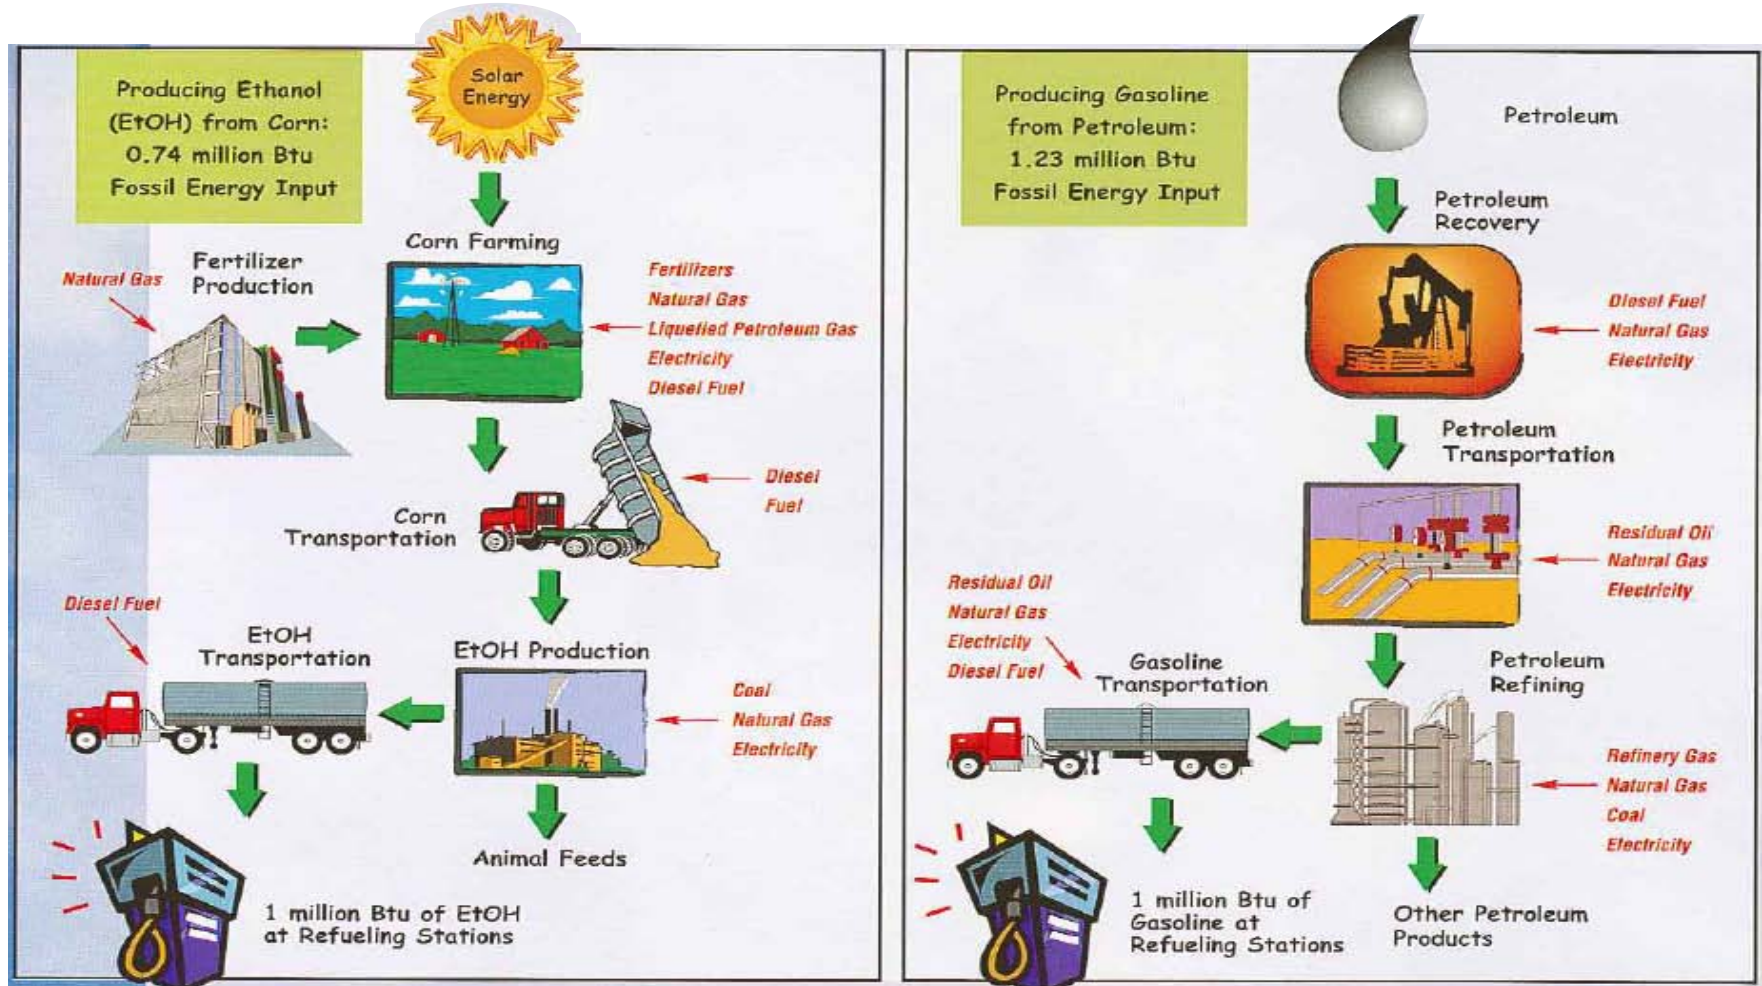 Producing Ethanol
(EtOH) from Corn:
0.74 million Btu
Fossil Energy Input
Solar
Energy
Corn Farming
Fertilizer
Production
Natural Gas
Fertilizers
Natural Gas
Liquefied Petroleum Gas
Electricity
Diesel Fuel
Corn
Transportation
Diesel
Fuel
Diesel Fuel
EtOH
Transportation
EtOH Production
Coal
Natural Gas
Electricity
Animal Feeds
1 million Btu of EtOH
at Refueling Stations
Producing Gasoline
from Petroleum:
1.23 million Btu
Fossil Energy Input
Petroleum
Petroleum
Recovery
Diesel Fuel
Natural Gas
Electricity
Petroleum
Transportation
Residual Oil
Natural Gas
Electricity
Residual Oil
Natural Gas
Electricity
Diesel Fuel
Gasoline
Transportation
Petroleum
Refining
Refinery Gas
Natural Gas
Coal
Electricity
1 million Btu of
Gasoline at
Refueling Stations
Other Petroleum
Products